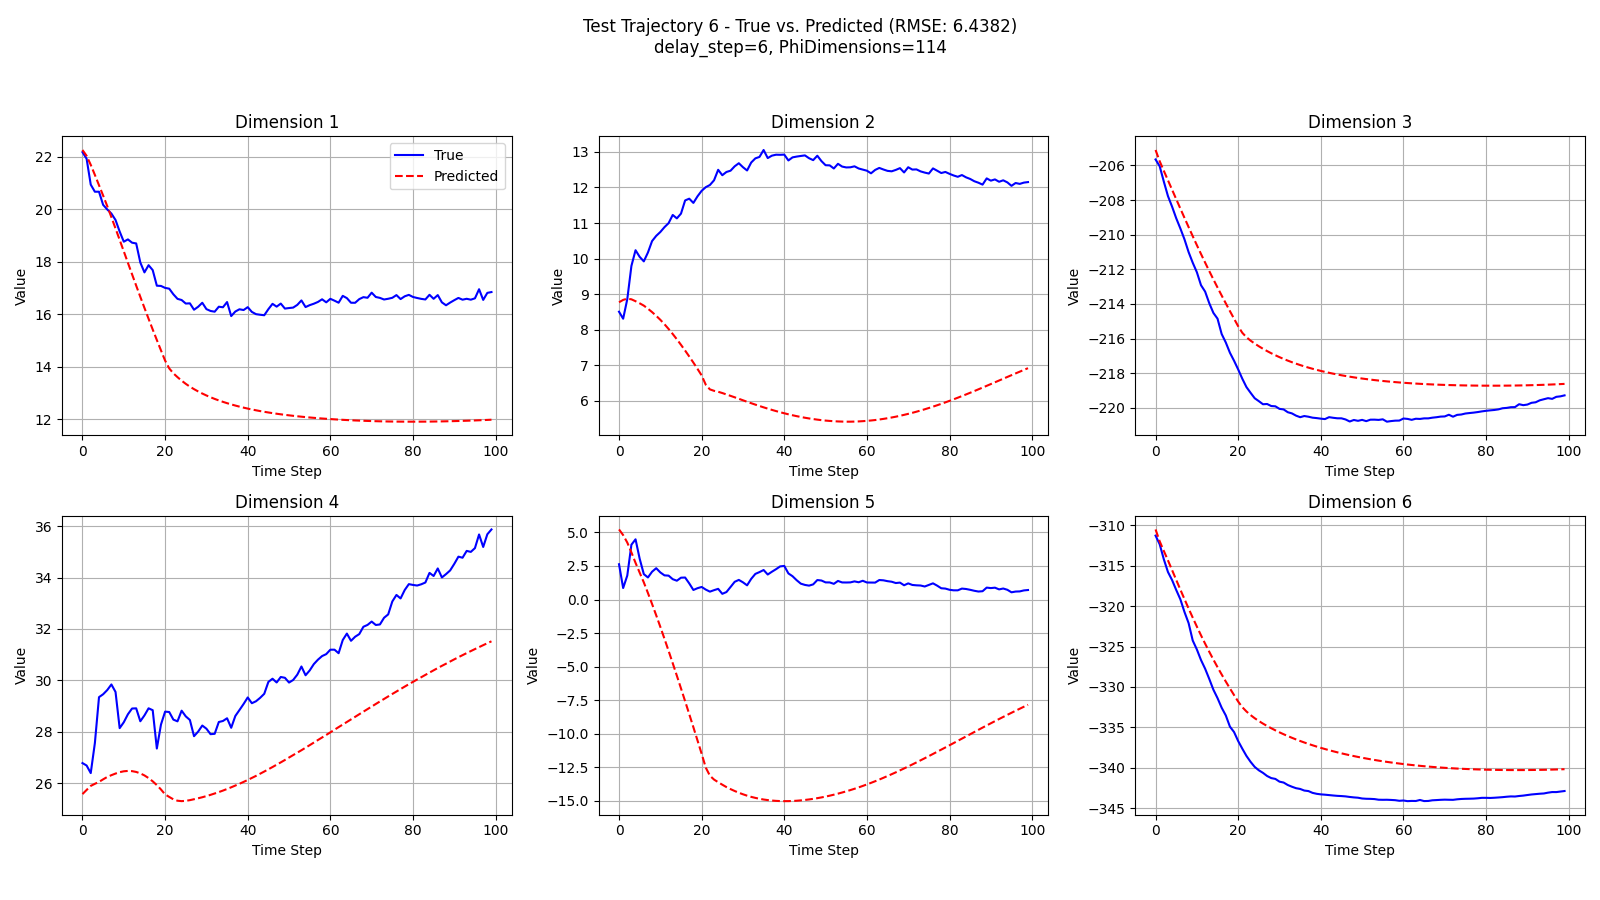 Test Trajectory 6 - True vs. Predicted (RMSE: 6.4382)
delay_step=6, PhiDimensions=114
Dimension 1
True
Predicted
Value
22
20
18
16
14
12
0 20 40 60 80 100
Time Step
Dimension 2
Value
13
12
11
10
9
8
7
6
0 20 40 60 80 100
Time Step
Dimension 3
Value
−206
−208
−210
−212
−214
−216
−218
−220
0 20 40 60 80 100
Time Step
Dimension 4
Value
36
34
32
30
28
26
0 20 40 60 80 100
Time Step
Dimension 5
Value
5.0
2.5
0.0
−2.5
−5.0
−7.5
−10.0
−12.5
−15.0
0 20 40 60 80 100
Time Step
Dimension 6
Value
−310
−315
−320
−325
−330
−335
−340
−345
0 20 40 60 80 100
Time Step